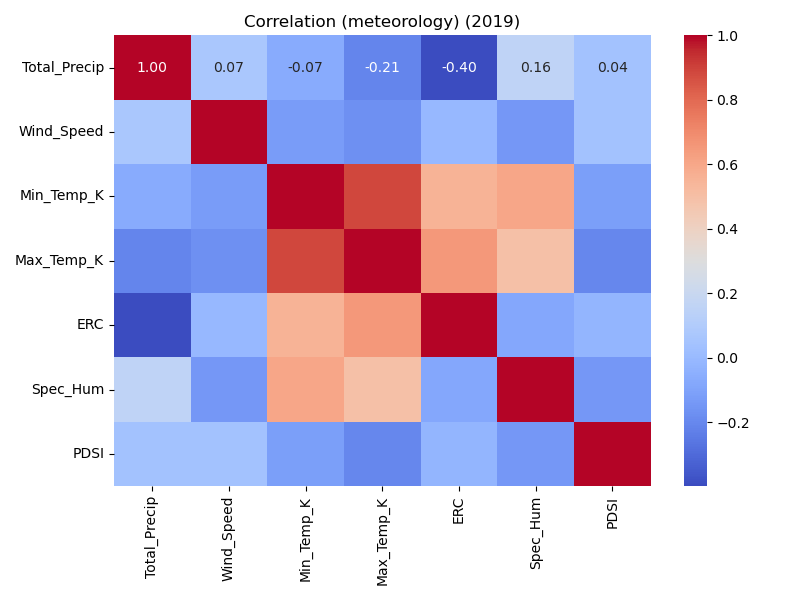 Correlation (meteorology) (2019)
Total_Precip
1.00 0.07 -0.07 -0.21 -0.40 0.16 0.04
Wind_Speed
Min_Temp_K
Max_Temp_K
ERC
Spec_Hum
PDSI
Total_Precip
Wind_Speed
Min_Temp_K
Max_Temp_K
ERC
Spec_Hum
PDSI
1.0
0.8
0.6
0.4
0.2
0.0
−0.2